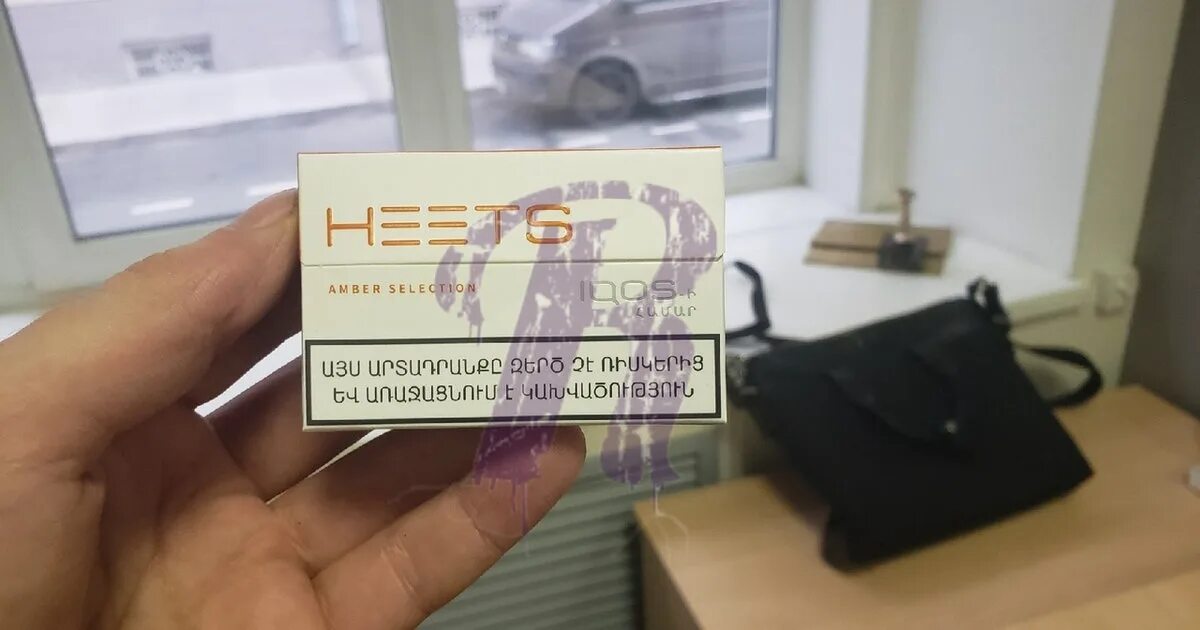 HEETS
AMBER SELECTION
IQOS-Ի
ՀԱՄԱՐ
ԱՅՍ ԱՐՏԱԴՐԱՆՔԸ ԶԵՐԾ ՉԷ ՌԻՍԿԵՐԻՑ
ԵՎ ԱՌԱՋԱՑՆՈՒՄ Է ԿԱԽՎԱԾՈՒԹՅՈՒՆ
R